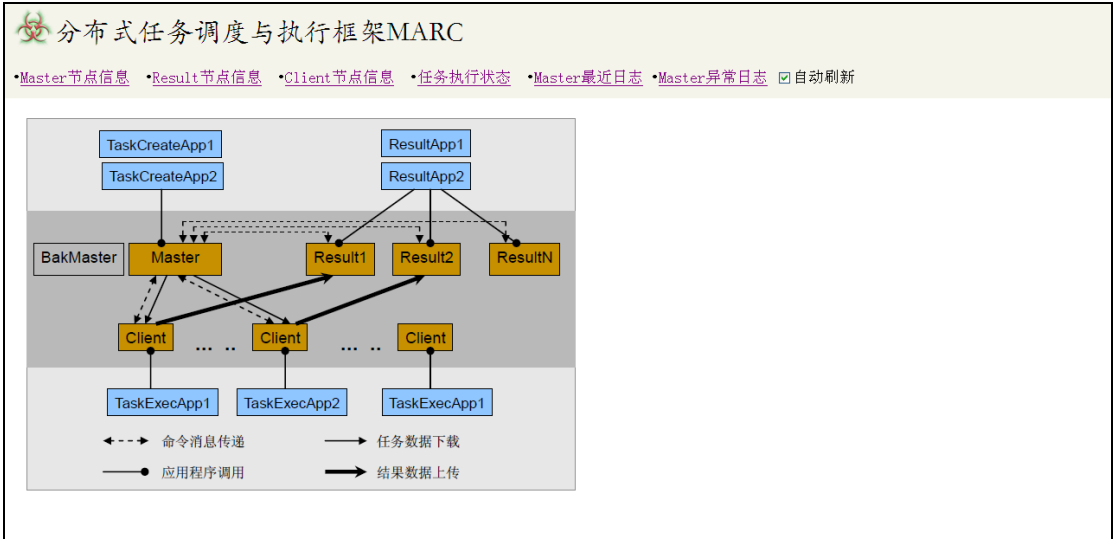 分布式任务调度与执行框架MARC
•Master节点信息 •Result节点信息 •Client节点信息 •任务执行状态 •Master最近日志 •Master异常日志 自动刷新
TaskCreateApp1 ResultApp1
TaskCreateApp2 ResultApp2
BakMaster Master Result1 Result2 ResultN
Client ... .. Client ... .. Client
TaskExecApp1 TaskExecApp2 TaskExecApp1
命令消息传递 任务数据下载
应用程序调用 结果数据上传